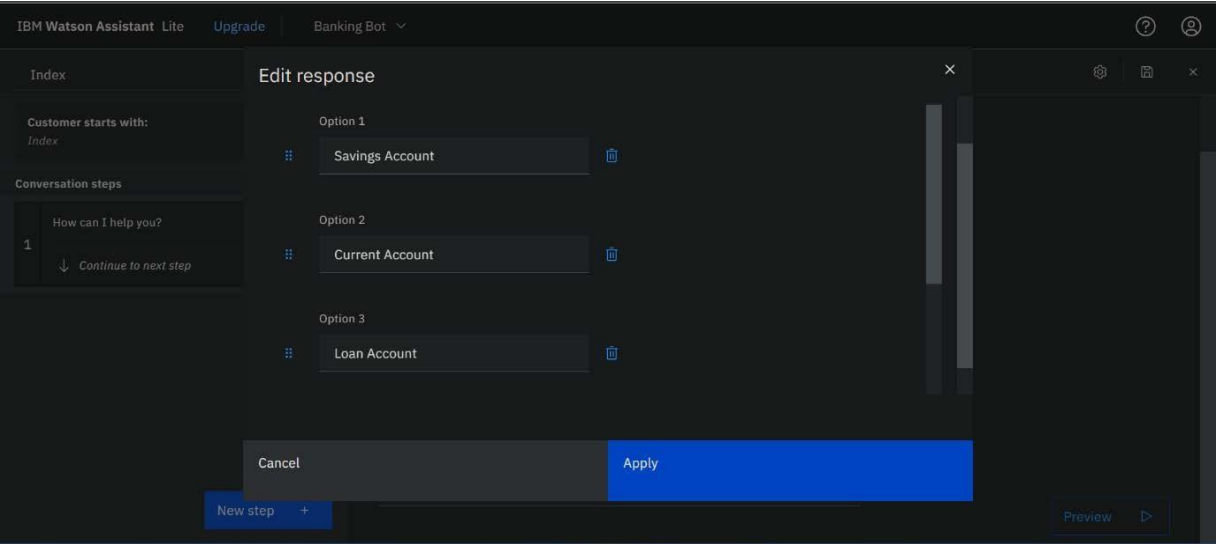 IBM Watson Assistant Lite Upgrade Banking Bot
Index
Edit response
Customer starts with:
Index
Option 1
Savings Account
Conversation steps
How can I help you?
1
Continue to next step
Option 2
Current Account
Option 3
Loan Account
Cancel
Apply
New step +
Preview